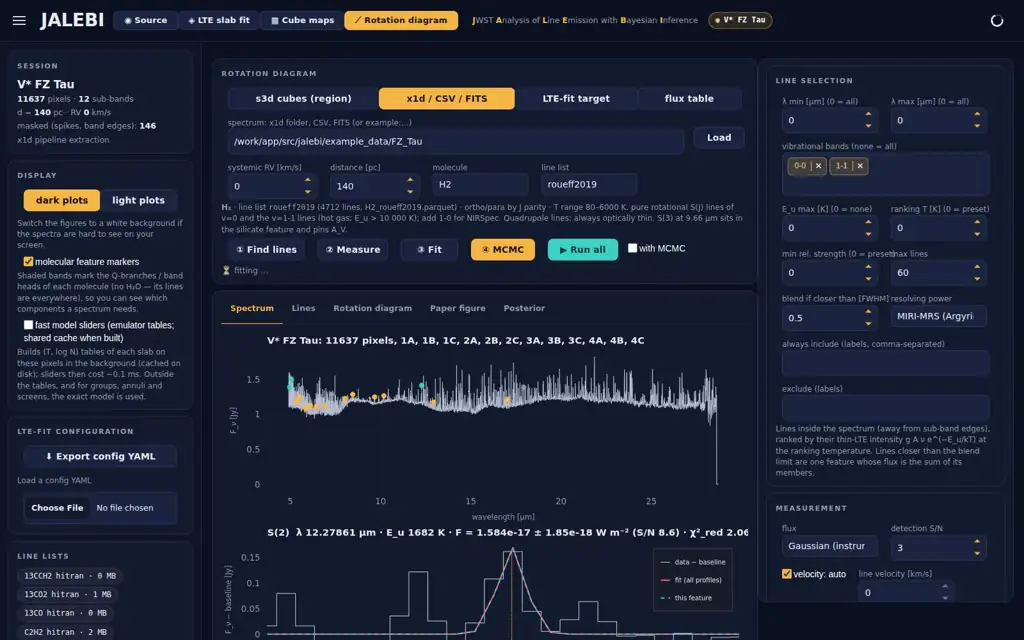 JALEBI
Source
LTE slab fit
Cube maps
Rotation diagram
JWST Analysis of Line Emission with Bayesian Inference
V* FZ Tau
SESSION
V* FZ Tau
11637 pixels · 12 sub-bands
d = 140 pc · RV 0 km/s
masked (spikes, band edges): 146
x1d pipeline extraction
DISPLAY
dark plots
light plots
Switch the figures to a white background if
the spectra are hard to see on your
screen.
molecular feature markers
Shaded bands mark the Q-branches / band
heads of each molecule (no H₂O — its lines
are everywhere), so you can see which
components a spectrum needs.
fast model sliders (emulator tables;
shared cache when built)
Builds (T, log N) tables of each slab on
these pixels in the background (cached on
disk); sliders then cost ~0.1 ms. Outside
the tables, and for groups, annuli and
screens, the exact model is used.
LTE-FIT CONFIGURATION
⬇ Export config YAML
Load a config YAML
Choose File No file chosen
LINE LISTS
13CCH2 hitran · 0 MB
13CO2 hitran · 1 MB
13CO hitran · 0 MB
C2H2 hitran · 2 MB
ROTATION DIAGRAM
s3d cubes (region)
x1d / CSV / FITS
LTE-fit target
flux table
spectrum: x1d folder, CSV, FITS (or example:...)
/work/app/src/jalebi/example_data/FZ_Tau
Load
systemic RV [km/s]
distance [pc]
molecule
line list
0
140
H2
roueff2019
H₂ · line list roueff2019 (4712 lines, H2_roueff2019.parquet) · ortho/para by J parity · T range 80–6000 K. pure rotational S(J) lines of
v=0 and the v=1-1 lines (hot gas; E_u > 10 000 K); add 1-0 for NIRSpec. Quadrupole lines: always optically thin. S(3) at 9.66 µm sits in
the silicate feature and pins A_V.
① Find lines
② Measure
③ Fit
④ MCMC
▶ Run all
with MCMC
⏳ fitting ...
Spectrum
Lines
Rotation diagram
Paper figure
Posterior
V* FZ Tau: 11637 pixels, 1A, 1B, 1C, 2A, 2B, 2C, 3A, 3B, 3C, 4A, 4B, 4C
F_ν [Jy]
1.5
1
0.5
0
5
10
15
20
25
wavelength [µm]
S(2) λ 12.27861 µm · E_u 1682 K · F = 1.584e-17 ± 1.85e-18 W m⁻² (S/N 8.6) · χ²_red 2.06
F_ν − baseline [Jy]
0.15
0.1
0.05
0
data − baseline
fit (all profiles)
this feature
LINE SELECTION
λ min [µm] (0 = all)
λ max [µm] (0 = all)
0
0
vibrational bands (none = all)
0-0 ×
1-1 ×
E_u max [K] (0 = none)
ranking T [K] (0 = preset)
0
0
min rel. strength (0 = preset)
max lines
0
60
blend if closer than [FWHM]
resolving power
0.5
MIRI-MRS (Argyri
always include (labels, comma-separated)
exclude (labels)
Lines inside the spectrum (away from sub-band edges),
ranked by their thin-LTE intensity g A ν e^(−E_u/kT) at
the ranking temperature. Lines closer than the blend
limit are one feature whose flux is the sum of its
members.
MEASUREMENT
flux
detection S/N
Gaussian (instrur
3
velocity: auto
line velocity [km/s]
0